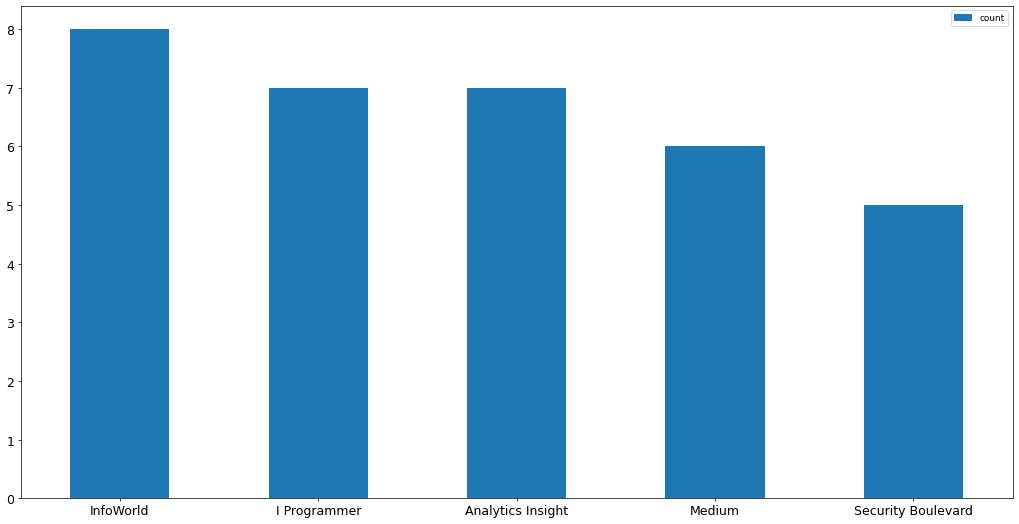 count
8
7
6
5
4
3
2
1
0
InfoWorld
I Programmer
Analytics Insight
Medium
Security Boulevard